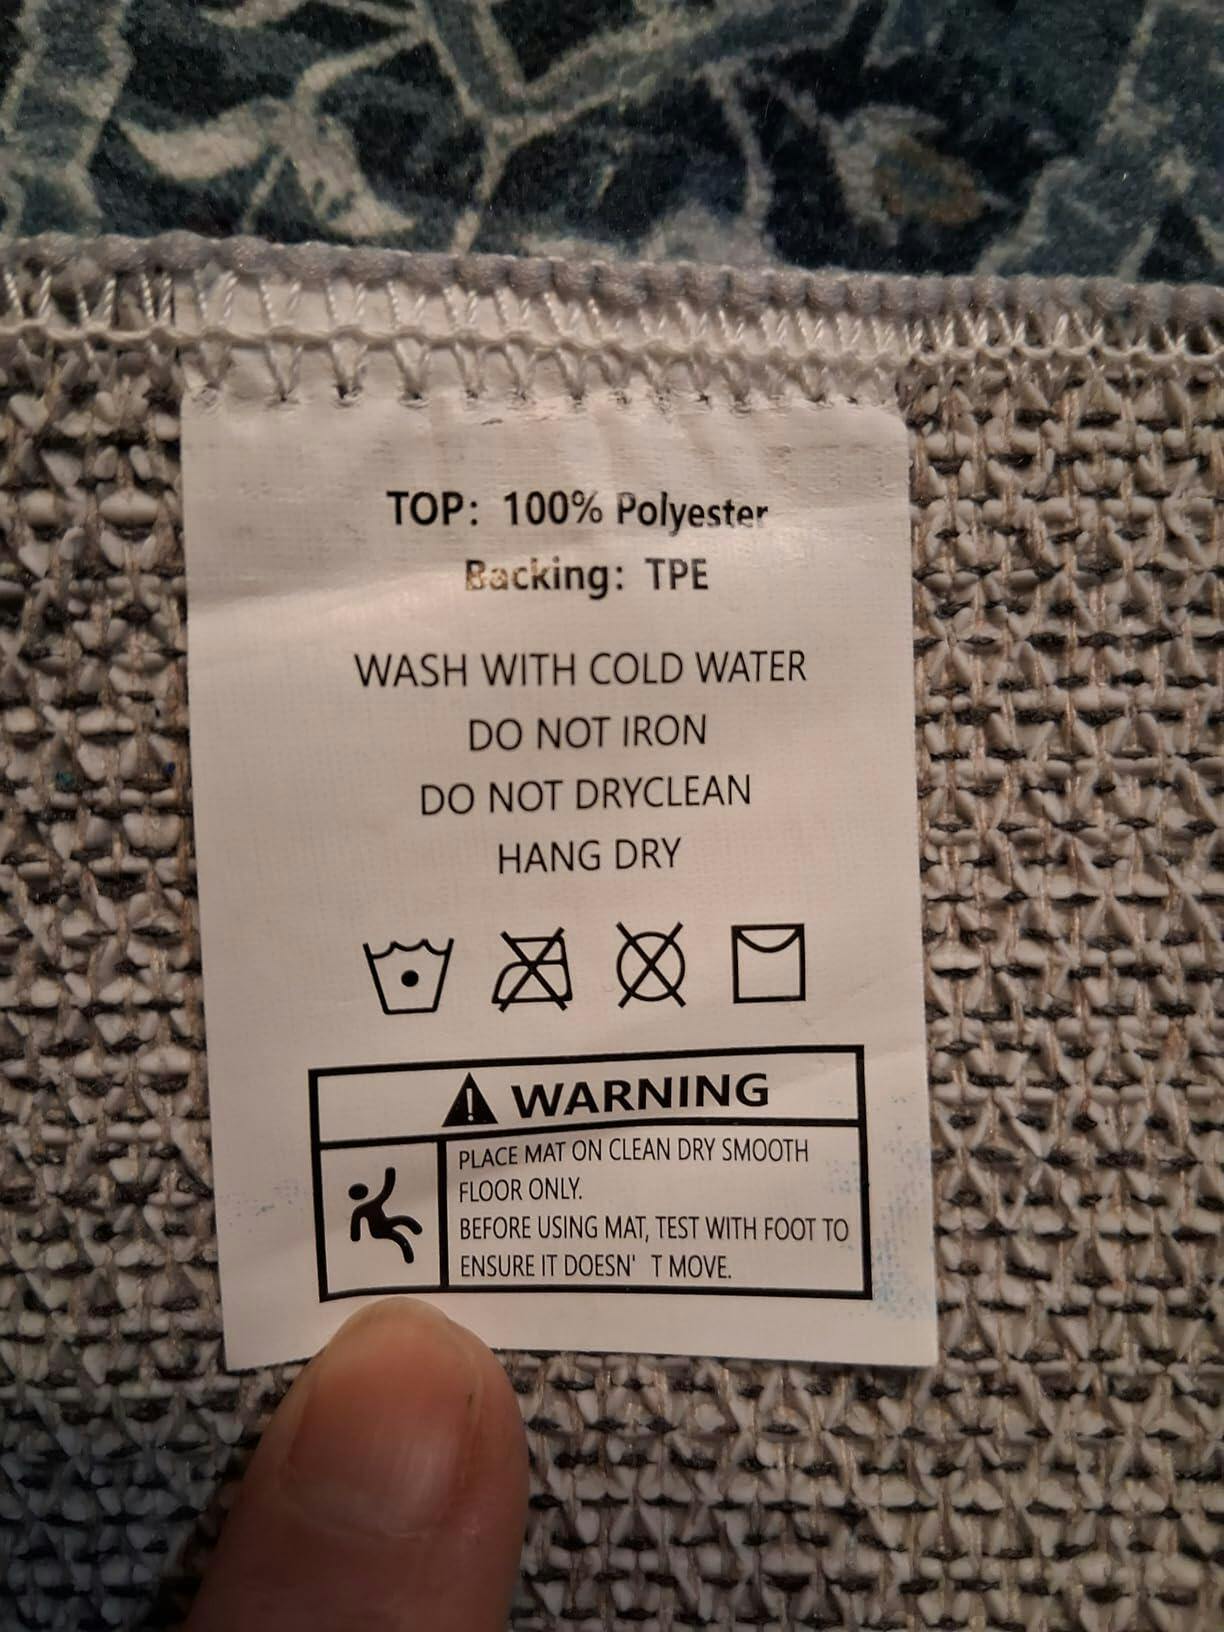 TOP: 100% Polyester
Backing: TPE
WASH WITH COLD WATER
DO NOT IRON
DO NOT DRYCLEAN
HANG DRY
WARNING
PLACE MAT ON CLEAN DRY SMOOTH
FLOOR ONLY.
BEFORE USING MAT, TEST WITH FOOT TO
ENSURE IT DOESN' T MOVE.